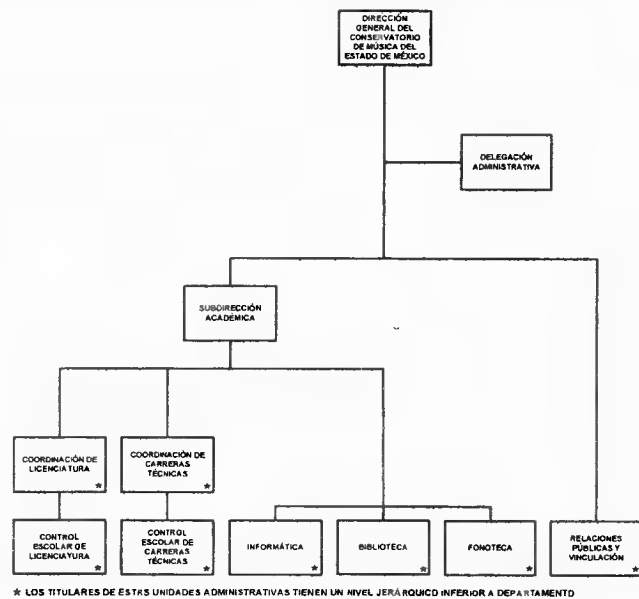 DIRECCIÓN
GENERAL DEL
CONSERVATORIO
DE MÚSICA DEL
ESTADO DE MÉXICO
DELEGACIÓN
ADMINISTRATIVA
SUBDIRECCIÓN
ACADÉMICA
COORDINACIÓN DE
LICENCIATURA
*
COORDINACIÓN DE
CARRERAS
TÉCNICAS
*
CONTROL
ESCOLAR DE
LICENCIATURA
*
CONTROL
ESCOLAR DE
CARRERAS
TÉCNICAS
*
INFORMÁTICA
*
BIBLIOTECA
*
FONOTECA
*
RELACIONES
PÚBLICAS Y
VINCULACIÓN
*
* LOS TITULARES DE ESTAS UNIDADES ADMINISTRATIVAS TIENEN UN NIVEL JERÁRQUICO INFERIOR A DEPARTAMENTO